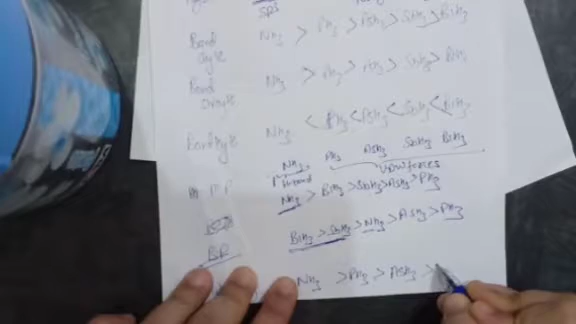 sp3
Bond angle NH3 > PH3 > AsH3 > SbH3 > BiH3
Bond NH3 > PH3 > AsH3 > SbH3 > BiH3
NH3 < PH3 < AsH3 < SbH3 < BiH3
NH3 PH3 AsH3 SbH3 BiH3
H-bond VDW forces
M.P NH3 > BiH3 > SbH3 > AsH3 > PH3
BiH3 > SbH3 > NH3 > AsH3 > PH3
BP
NH3 > PH3 > AsH3 >